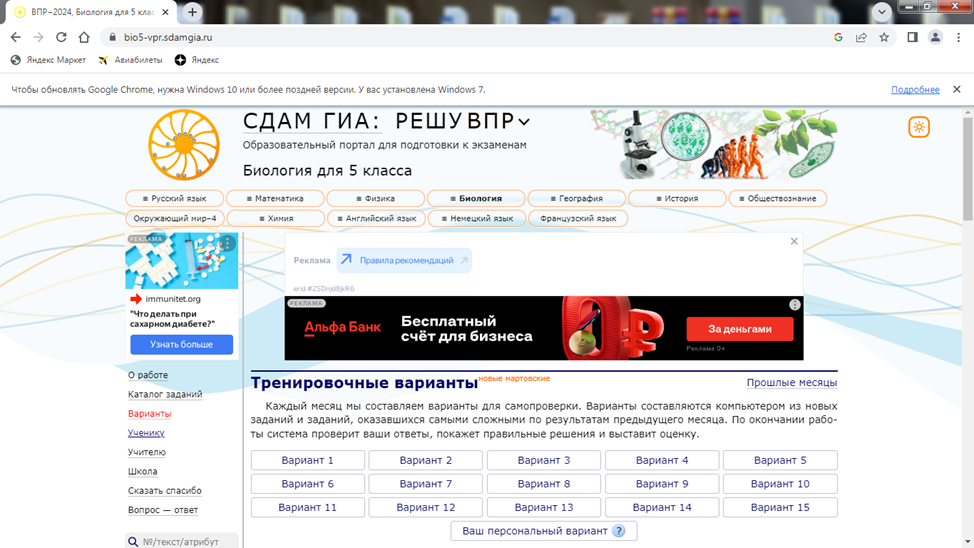 ВПР–2024, Биология для 5 клас
bio5-vpr.sdamgia.ru
Яндекс Маркет Авиабилеты Яндекс
Чтобы обновлять Google Chrome, нужна Windows 10 или более поздней версии. У вас установлена Windows 7. Подробнее
СДАМ ГИА: РЕШУ ВПР
Образовательный портал для подготовки к экзаменам
Биология для 5 класса
Русский язык Математика Физика Биология География История Обществознание
Окружающий мир–4 Химия Английский язык Немецкий язык Французский язык
РЕКЛАМА
immunitet.org
"Что делать при
сахарном диабете?"
Узнать больше
Реклама Правила рекомендаций
erid #2SDnjd8jkR6
РЕКЛАМА
Альфа Банк
Бесплатный
счёт для бизнеса
За деньгами
Реклама 0+
О работе
Каталог заданий
Варианты
Ученику
Учителю
Школа
Сказать спасибо
Вопрос — ответ
№/текст/атрибут
Тренировочные варианты новые мартовские Прошлые месяцы
Каждый месяц мы составляем варианты для самопроверки. Варианты составляются компьютером из новых
заданий и заданий, оказавшихся самыми сложными по результатам предыдущего месяца. По окончании рабо-
ты система проверит ваши ответы, покажет правильные решения и выставит оценку.
Вариант 1 Вариант 2 Вариант 3 Вариант 4 Вариант 5
Вариант 6 Вариант 7 Вариант 8 Вариант 9 Вариант 10
Вариант 11 Вариант 12 Вариант 13 Вариант 14 Вариант 15
Ваш персональный вариант ?